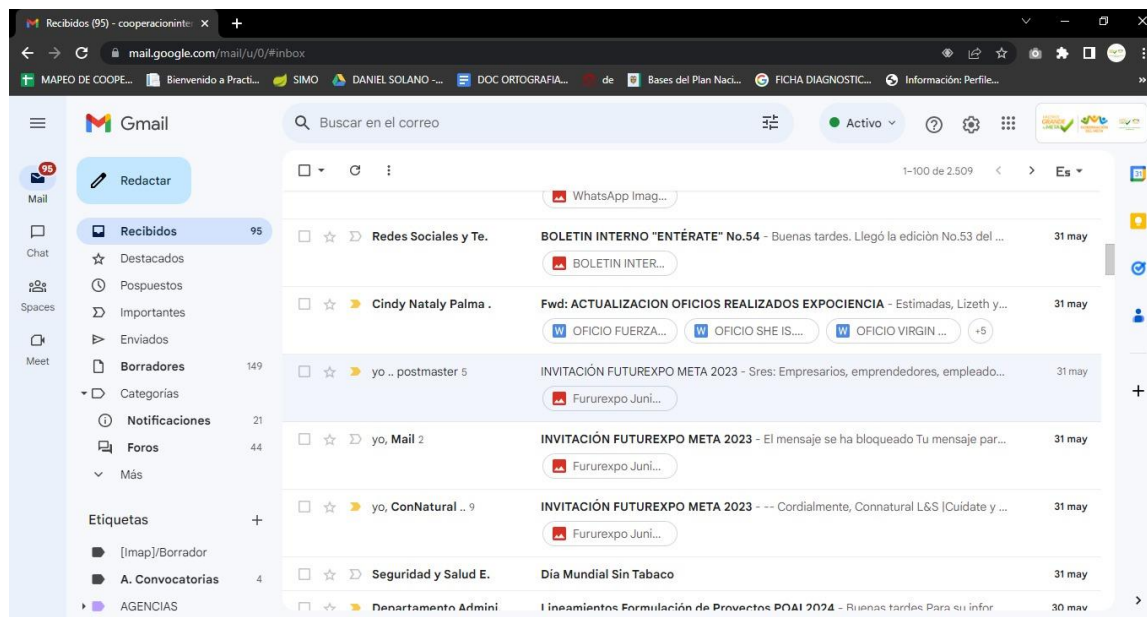 Recibidos (95) - cooperacioninte
mail.google.com/mail/u/0/#inbox
MAPEO DE COOPE... Bienvenido a Practi... SIMO DANIEL SOLANO -... DOC ORTOGRAFIA... de Bases del Plan Naci... FICHA DIAGNOSTIC... Información: Perfile... »
Gmail
Buscar en el correo
Activo
95
Mail
Chat
Spaces
Meet
Redactar
Recibidos 95
Destacados
Pospuestos
Importantes
Enviados
Borradores 149
Categorías
Notificaciones 21
Foros 44
Más
Etiquetas +
[Imap]/Borrador
A. Convocatorias 4
AGENCIAS
1-100 de 2.509 Es
WhatsApp Imag...
Redes Sociales y Te. BOLETIN INTERNO "ENTÉRATE" No.54 - Buenas tardes. Llegó la ediciòn No.53 del ... 31 may
BOLETIN INTER...
Cindy Nataly Palma . Fwd: ACTUALIZACION OFICIOS REALIZADOS EXPOCIENCIA - Estimadas, Lizeth y... 31 may
W OFICIO FUERZA... W OFICIO SHE IS.... W OFICIO VIRGIN ... +5
yo .. postmaster 5 INVITACIÓN FUTUREXPO META 2023 - Sres: Empresarios, emprendedores, empleado... 31 may
Fururexpo Juni...
yo, Mail 2 INVITACIÓN FUTUREXPO META 2023 - El mensaje se ha bloqueado Tu mensaje par... 31 may
Fururexpo Juni...
yo, ConNatural .. 9 INVITACIÓN FUTUREXPO META 2023 - -- Cordialmente, Connatural L&S |Cuídate y ... 31 may
Fururexpo Juni...
Seguridad y Salud E. Día Mundial Sin Tabaco 31 may
Departamento Admini Lineamientos Formulación de Proyectos POAI 2024 - Buenas tardes Para su infor 30 may
31